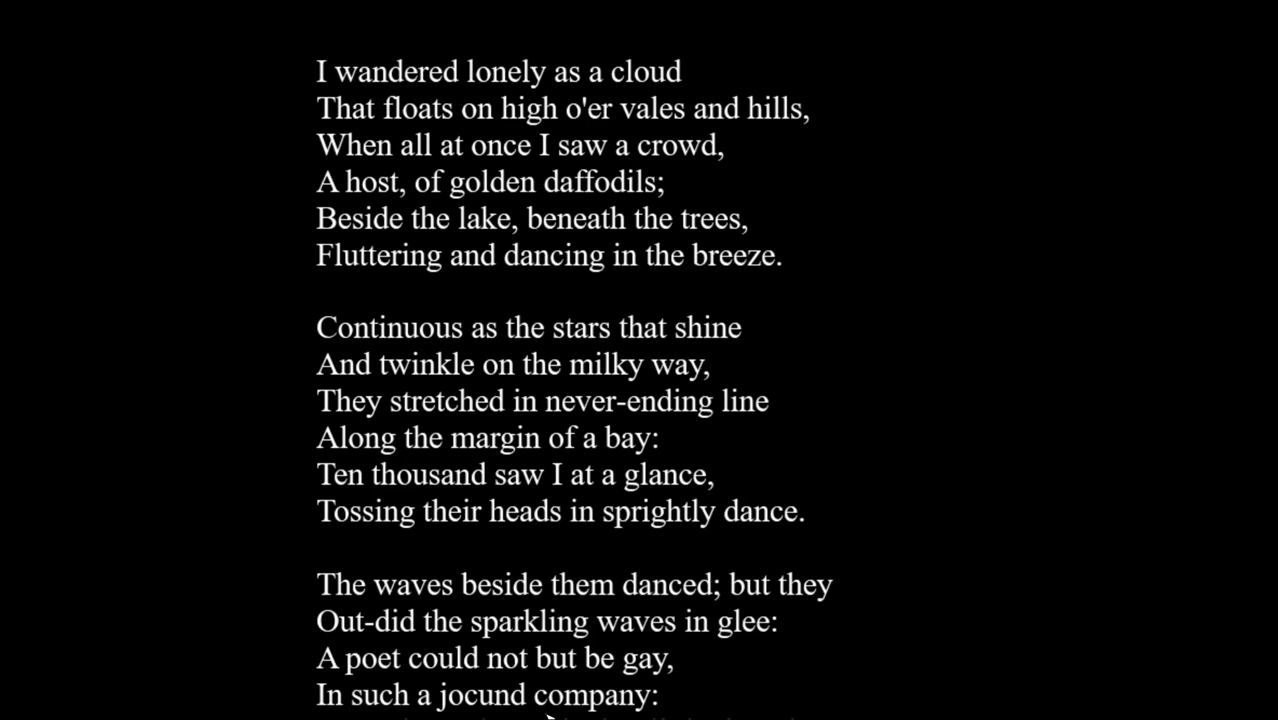 I wandered lonely as a cloud
That floats on high o'er vales and hills,
When all at once I saw a crowd,
A host, of golden daffodils;
Beside the lake, beneath the trees,
Fluttering and dancing in the breeze.
Continuous as the stars that shine
And twinkle on the milky way,
They stretched in never-ending line
Along the margin of a bay:
Ten thousand saw I at a glance,
Tossing their heads in sprightly dance.
The waves beside them danced; but they
Out-did the sparkling waves in glee:
A poet could not but be gay,
In such a jocund company: